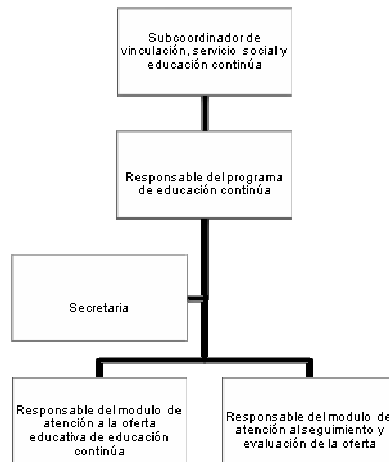 Subcoordinador de
vinculación, servicio social y
educación continúa
Responsable del programa
de educación continúa
Secretaria
Responsable del modulo de
atención a la oferta
educativa de educación
continúa
Responsable del modulo de
atención al seguimiento y
evaluación de la oferta